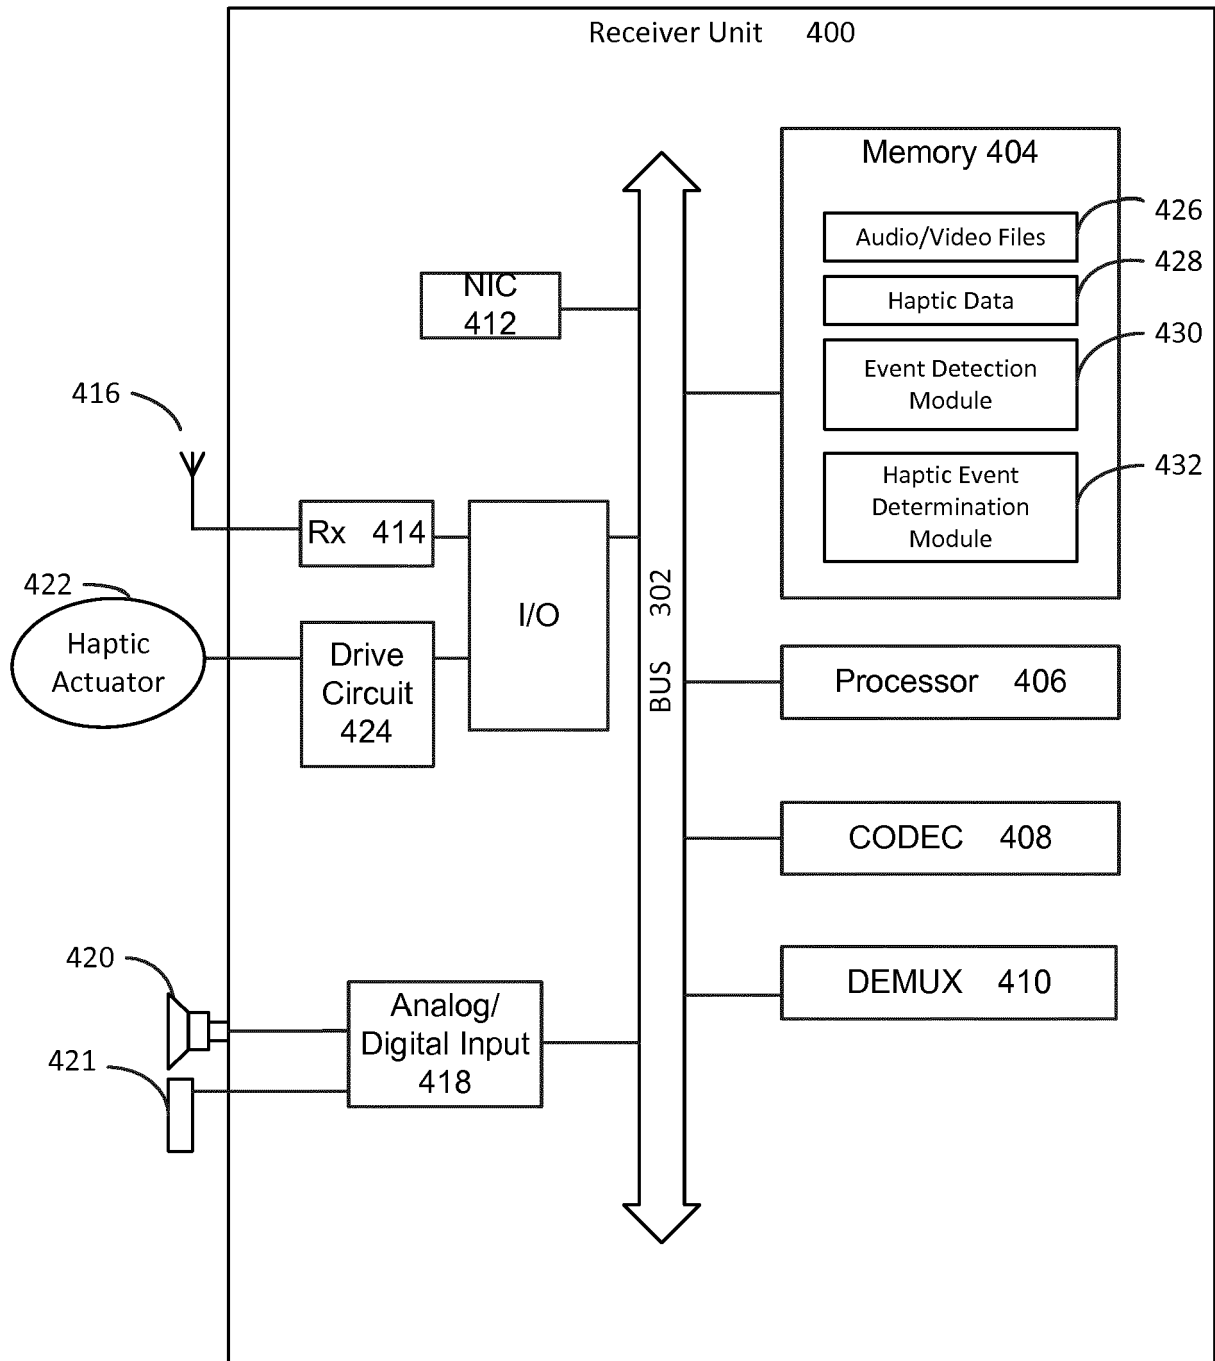 Receiver Unit 400
Memory 404
Audio/Video Files
426
Haptic Data
428
Event Detection
Module
430
Haptic Event
Determination
Module
432
NIC
412
416
Rx 414
I/O
422
Haptic
Actuator
Drive
Circuit
424
BUS 302
Processor 406
CODEC 408
DEMUX 410
420
421
Analog/
Digital Input
418